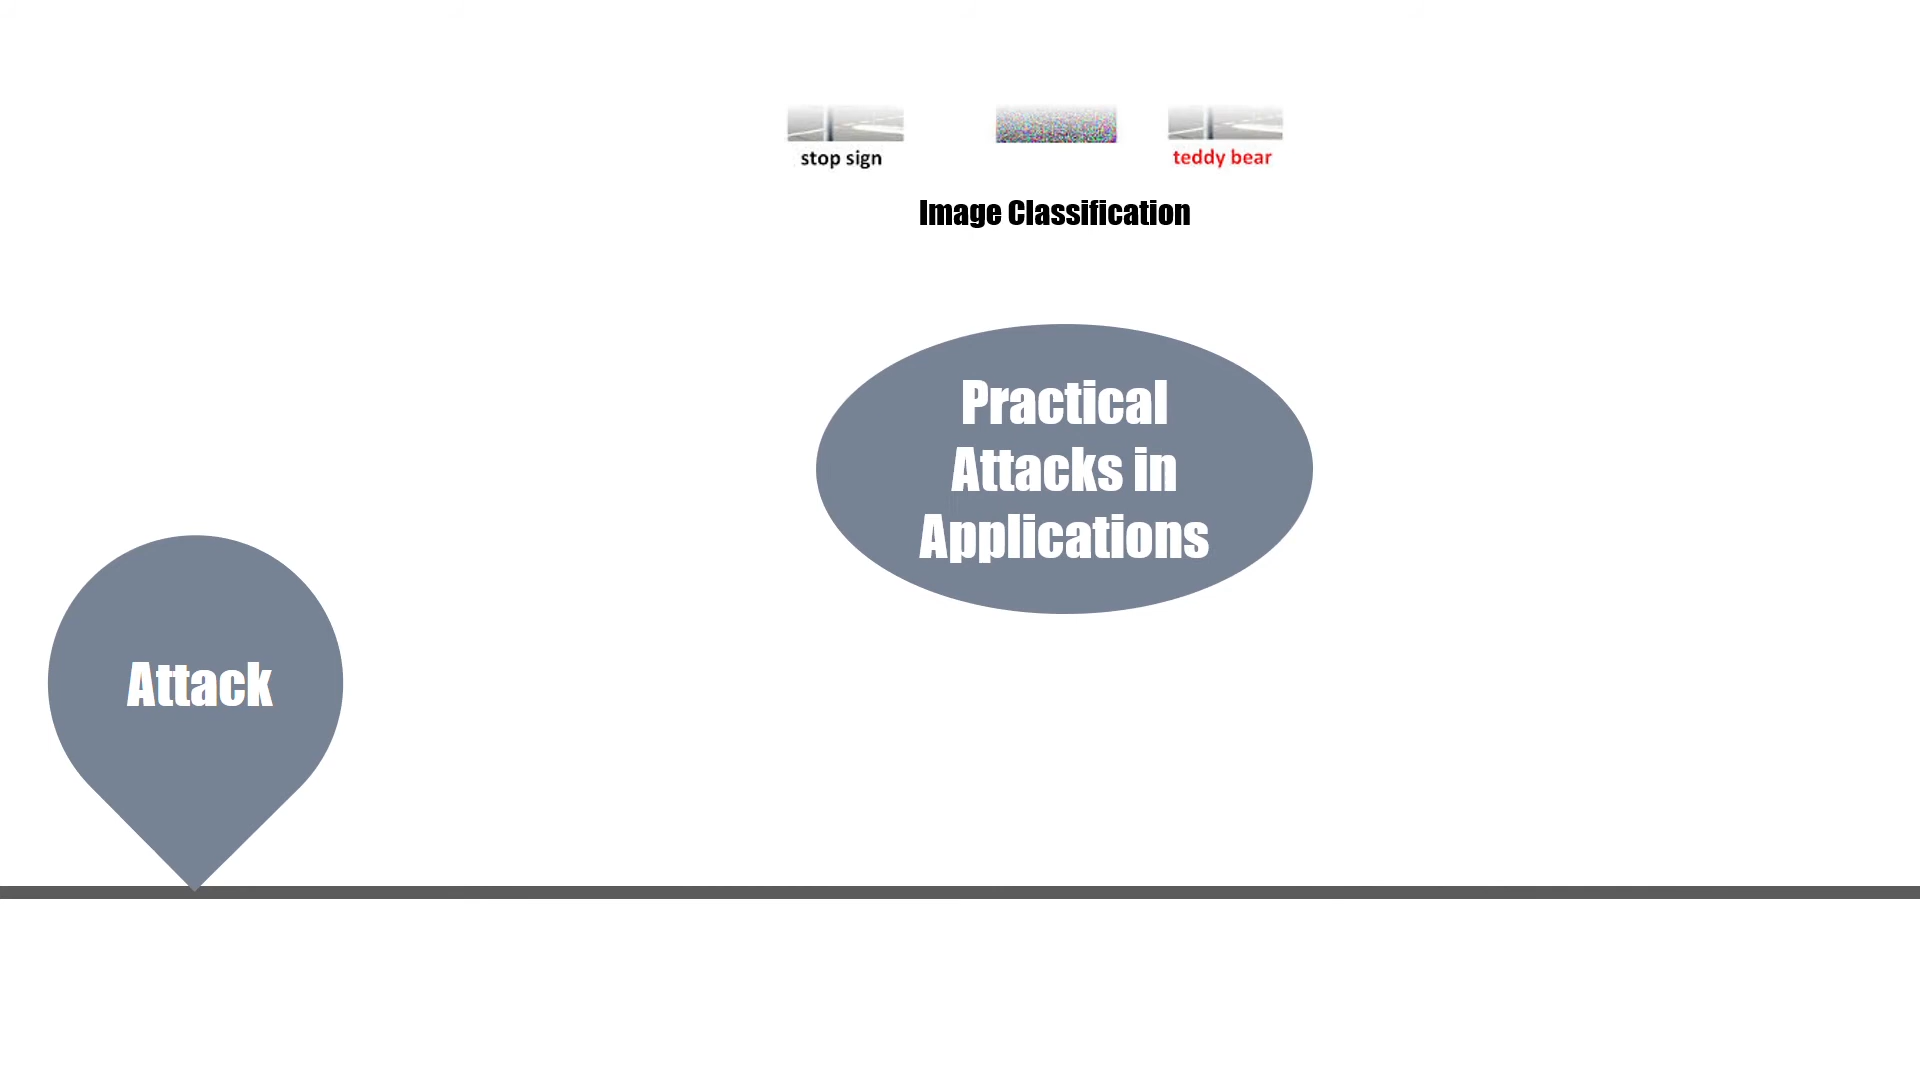 stop sign
teddy bear
Image Classification
Practical
Attacks in
Applications
Attack